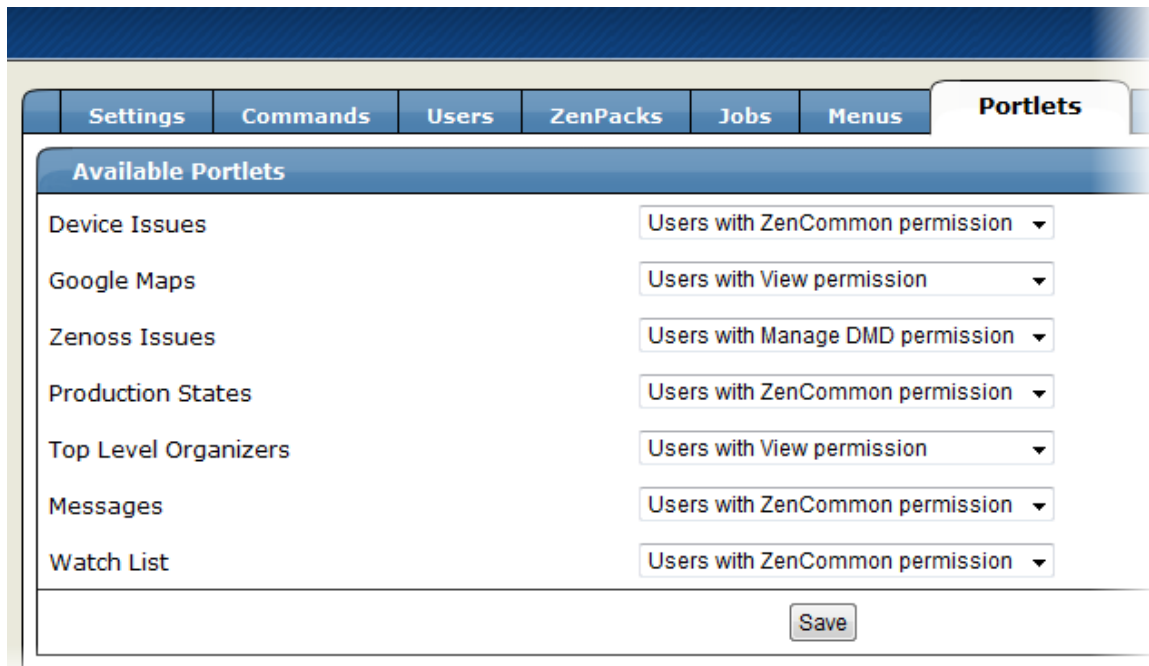 Settings Commands Users ZenPacks Jobs Menus Portlets
Available Portlets
Device Issues Users with ZenCommon permission
Google Maps Users with View permission
Zenoss Issues Users with Manage DMD permission
Production States Users with ZenCommon permission
Top Level Organizers Users with View permission
Messages Users with ZenCommon permission
Watch List Users with ZenCommon permission
Save